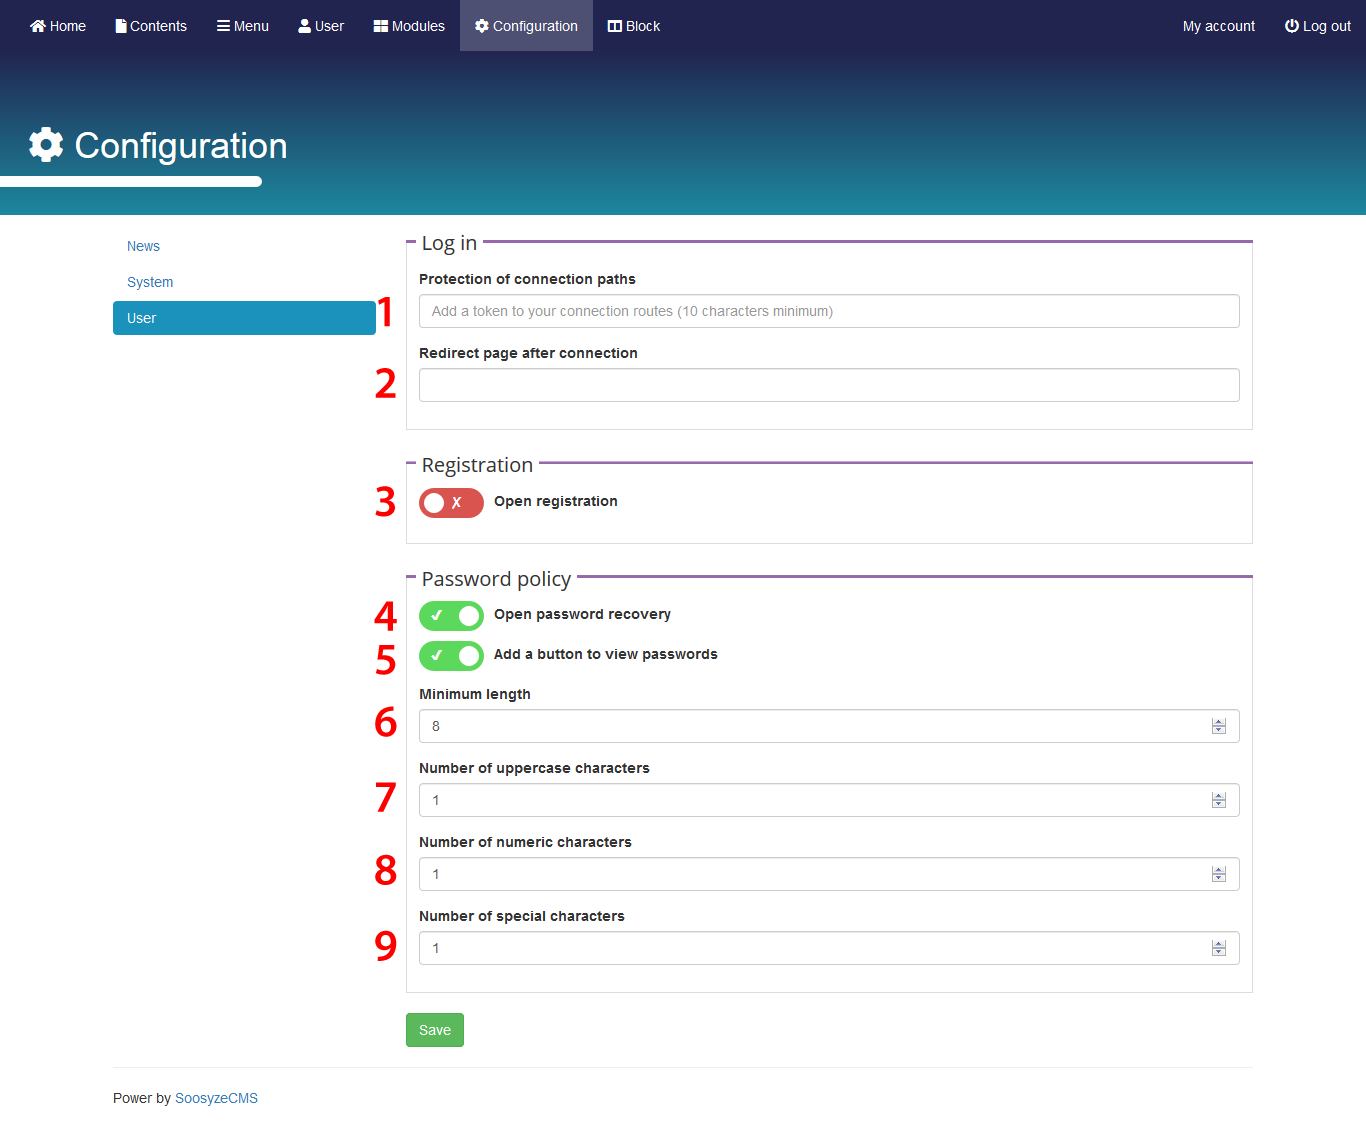 Home Contents Menu User Modules Configuration Block My account Log out
Configuration
News
System
User
Log in
Protection of connection paths
1 Add a token to your connection routes (10 characters minimum)
Redirect page after connection
2
Registration
3 X Open registration
Password policy
4 Open password recovery
5 Add a button to view passwords
Minimum length
6 8
Number of uppercase characters
7 1
Number of numeric characters
8 1
Number of special characters
9 1
Save
Power by SoosyzeCMS